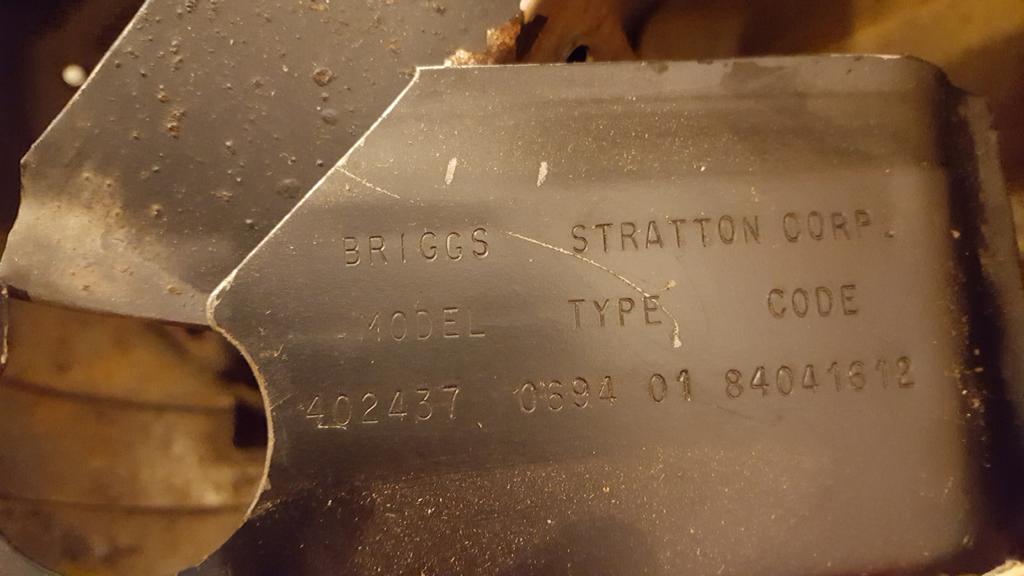 BRIGGS STRATTON CORP.
MODEL TYPE CODE
402437 0694 01 84041612